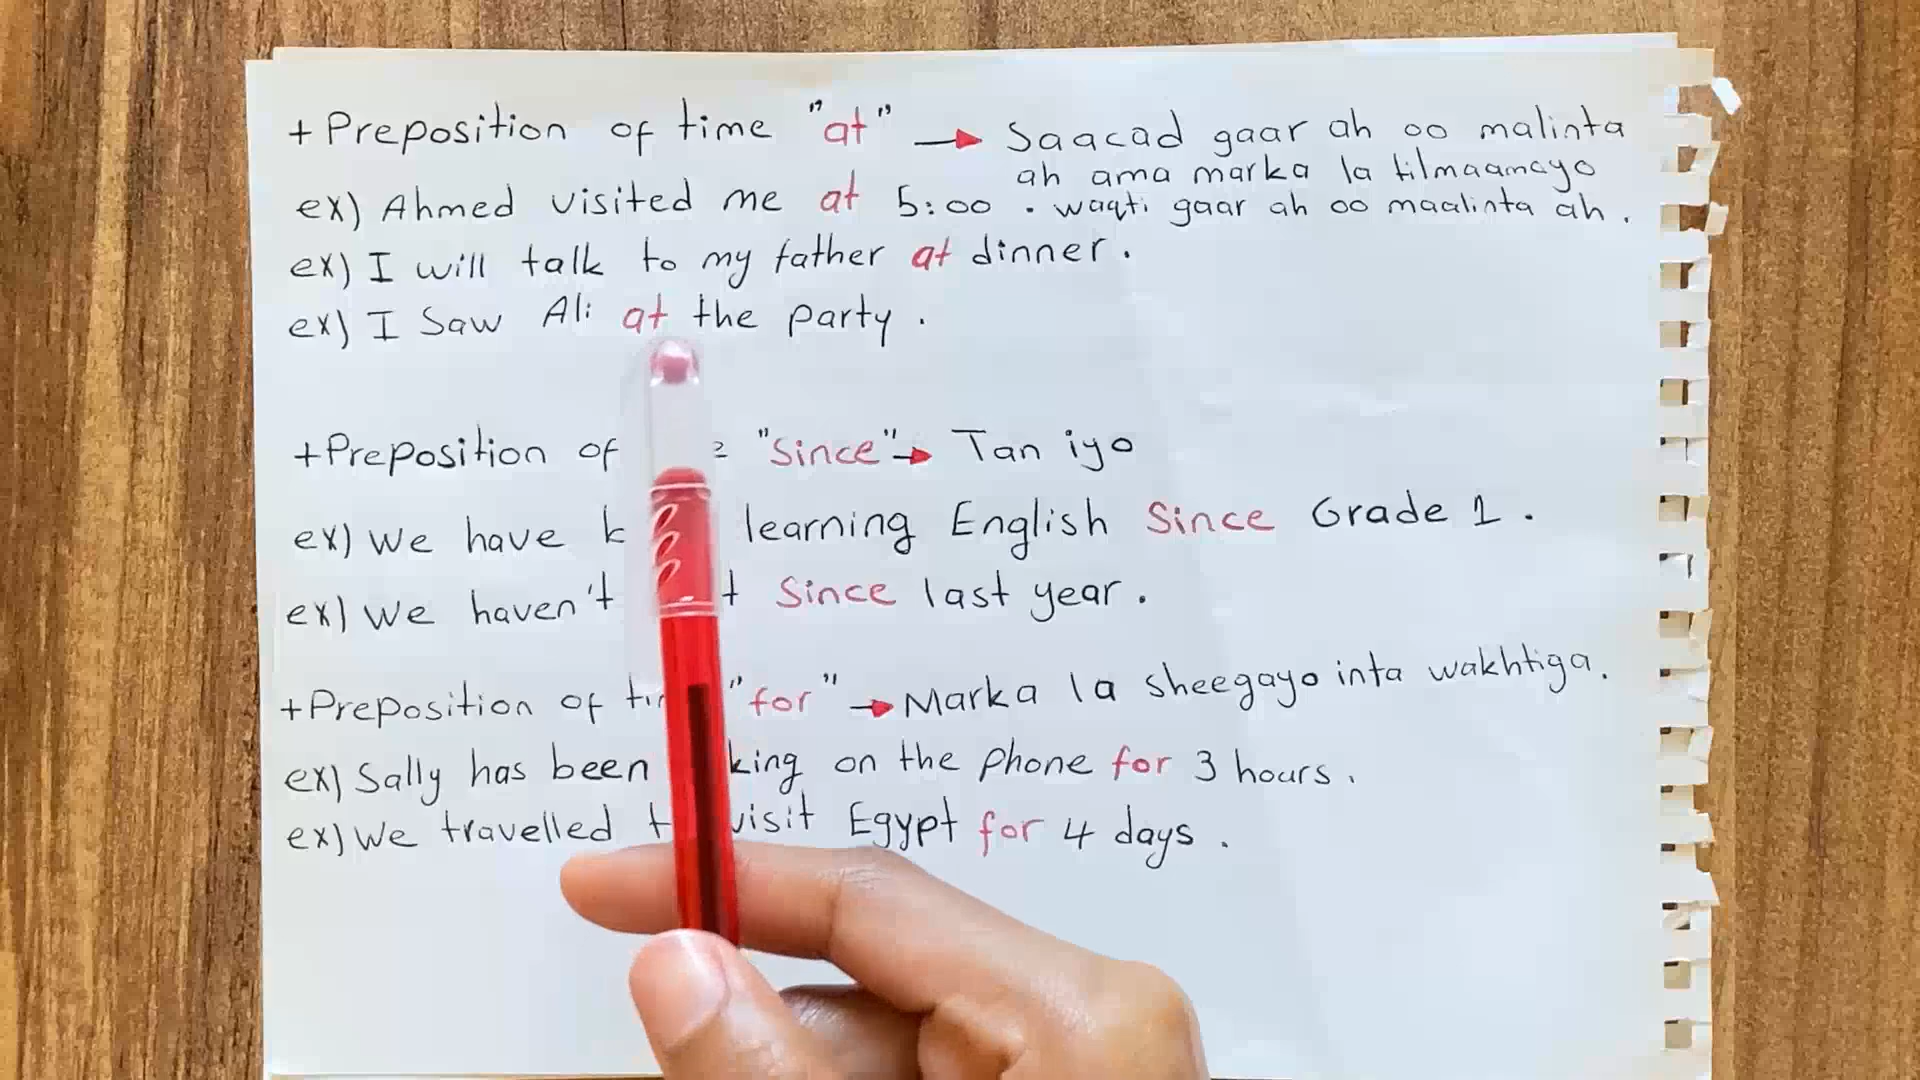 + Preposition of time "at" → Saacad gaar ah oo malinta
ah ama marka la tilmaamayo
ex) Ahmed visited me at 5:00 . waqti gaar ah oo maalinta ah .
ex) I will talk to my father at dinner .
ex) I Saw Ali at the party .
+Preposition of "Since" → Tan iyo
ex) We have learning English Since Grade 1 .
ex) We haven't Since last year .
+Preposition of "for" → Marka la sheegayo inta wakhtiga .
ex) Sally has been on the phone for 3 hours .
ex) We travelled visit Egypt for 4 days .